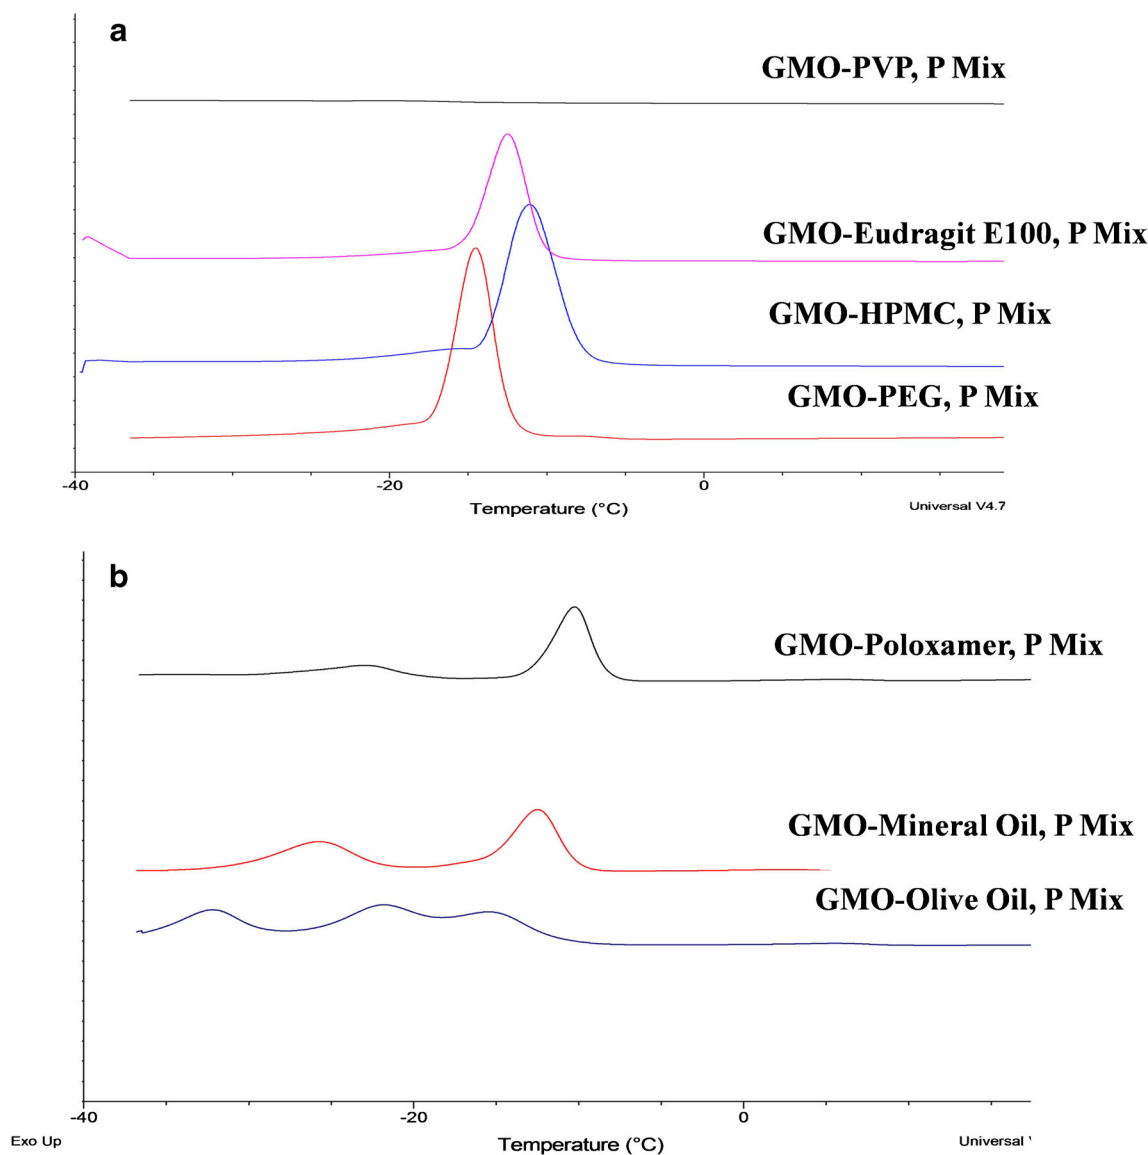 a
GMO-PVP, P Mix
GMO-Eudragit E100, P Mix
GMO-HPMC, P Mix
GMO-PEG, P Mix
-40 -20 0
Temperature (°C)
Universal V4.7
b
GMO-Poloxamer, P Mix
GMO-Mineral Oil, P Mix
GMO-Olive Oil, P Mix
-40 -20 0
Exo Up Temperature (°C) Universal